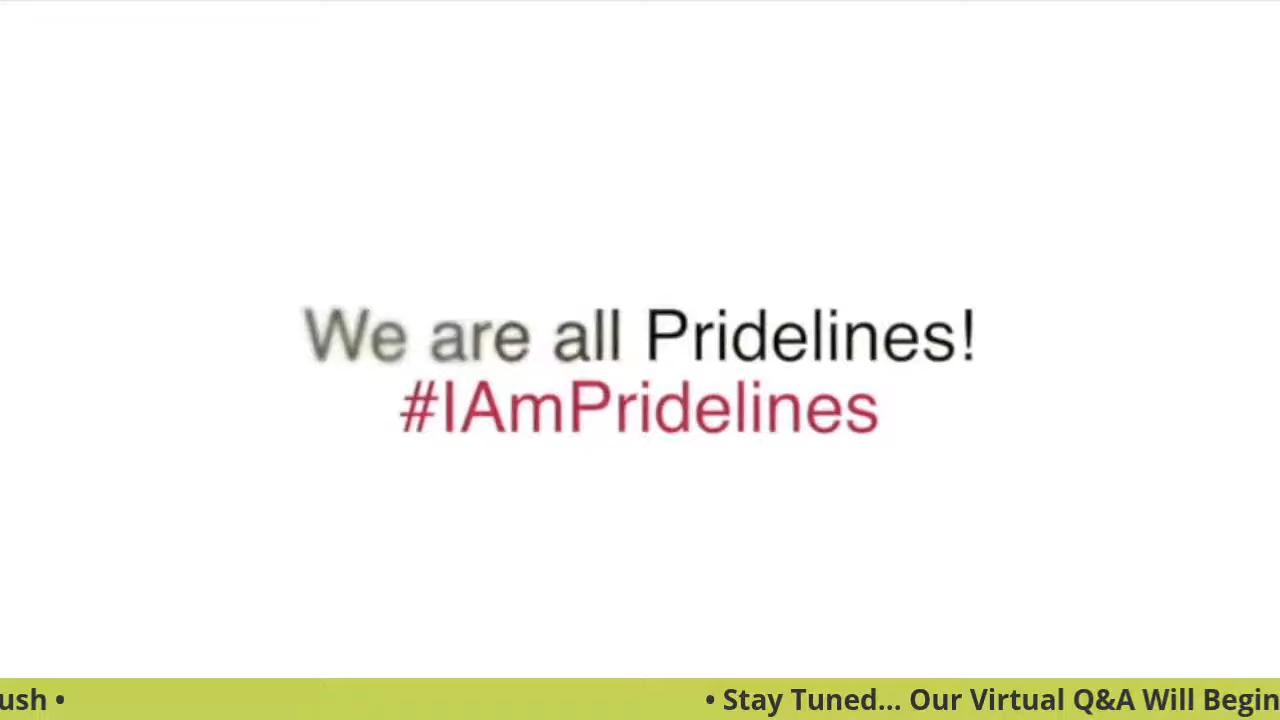 We are all Pridelines!
#IAmPridelines
ush • • Stay Tuned... Our Virtual Q&A Will Begin